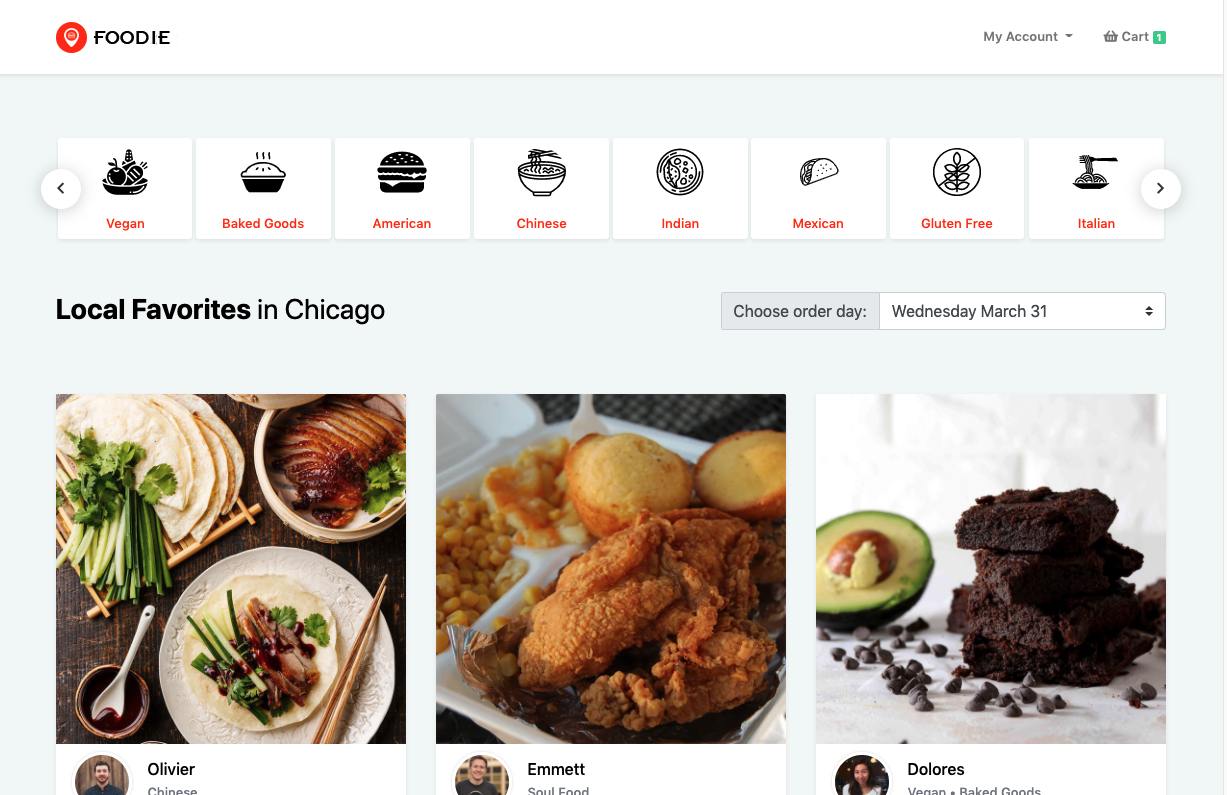 FOODIE
My Account
Cart 1
Vegan
Baked Goods
American
Chinese
Indian
Mexican
Gluten Free
Italian
Local Favorites in Chicago
Choose order day: Wednesday March 31
Olivier
Chinese
Emmett
Soul Food
Dolores
Vegan • Baked Goods